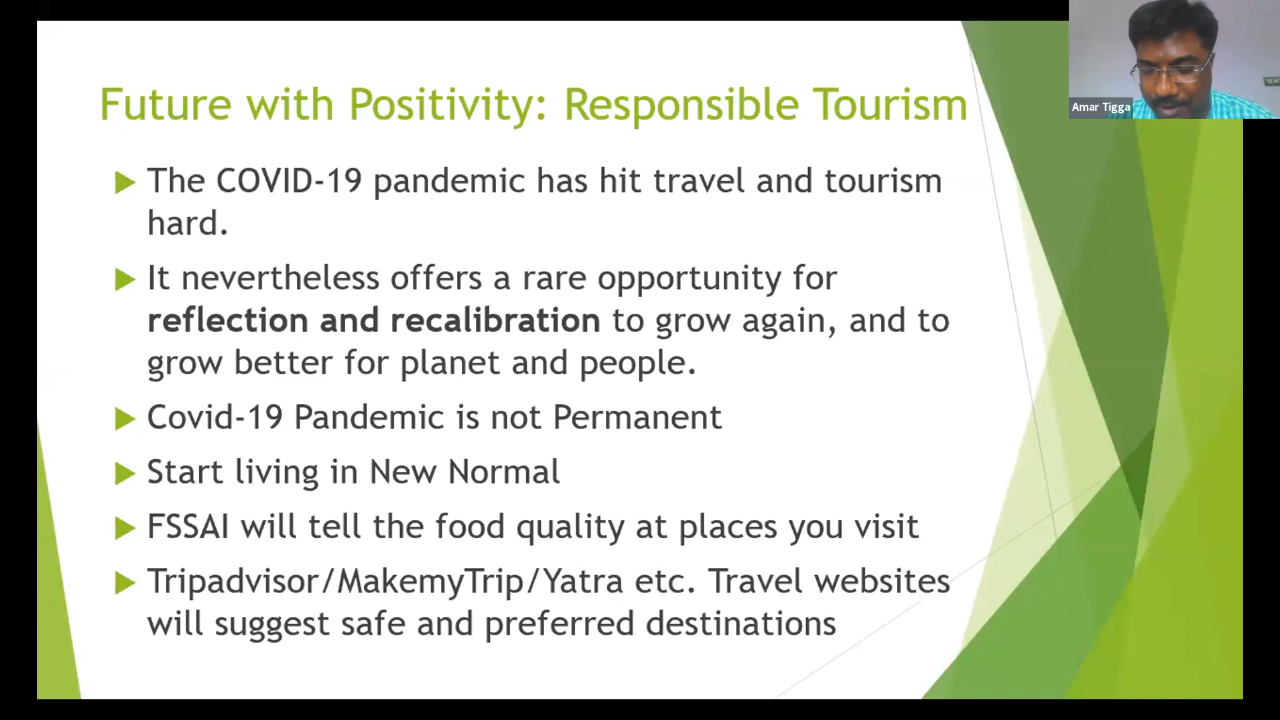 Future with Positivity: Responsible Tourism
The COVID-19 pandemic has hit travel and tourism
hard.
It nevertheless offers a rare opportunity for
reflection and recalibration to grow again, and to
grow better for planet and people.
Covid-19 Pandemic is not Permanent
Start living in New Normal
FSSAI will tell the food quality at places you visit
Tripadvisor/MakemyTrip/Yatra etc. Travel websites
will suggest safe and preferred destinations
Amar Tigga